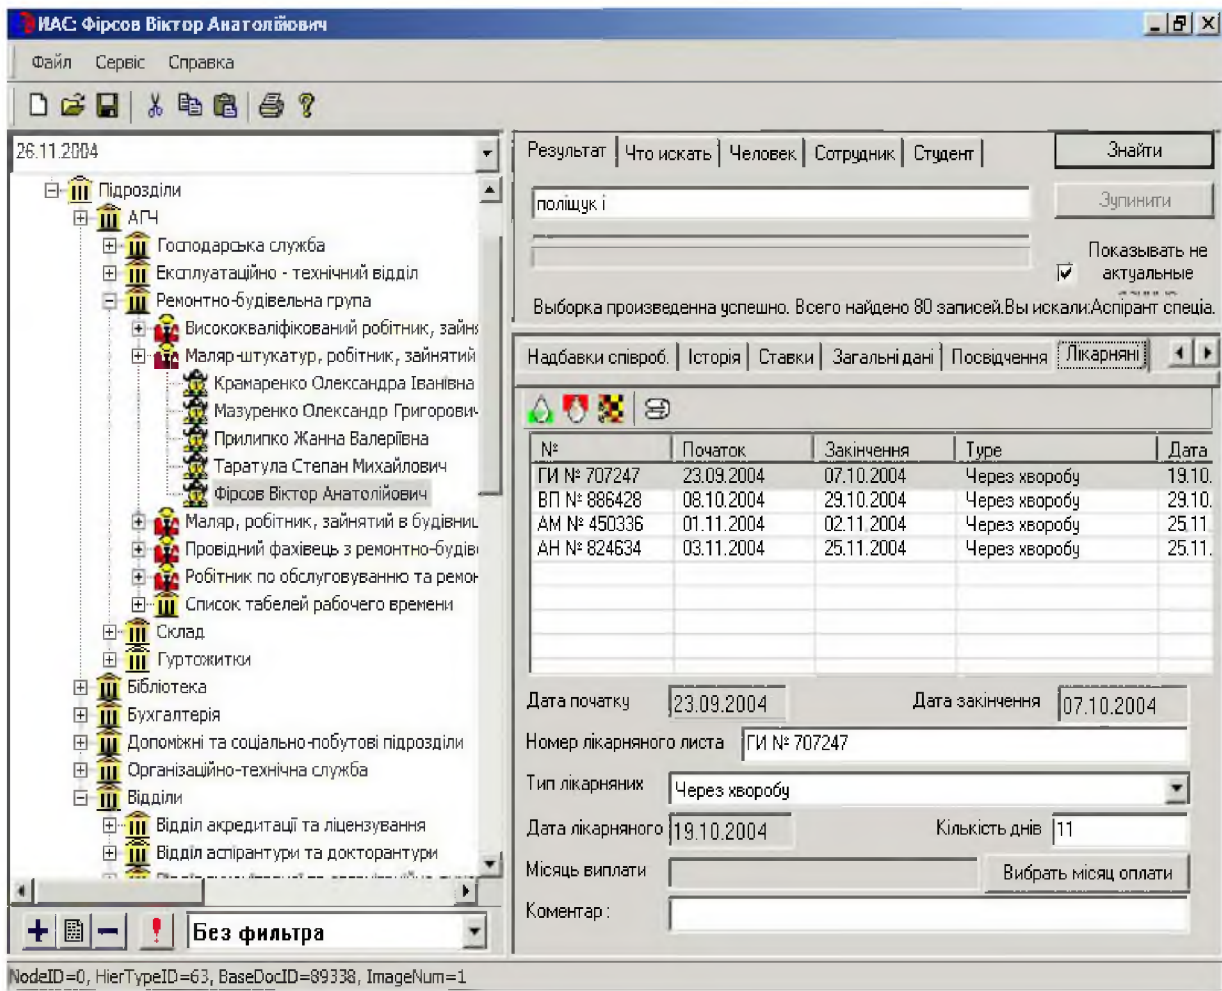 ИАС: Фірсов Віктор Анатолійович
Файл Сервіс Справка
26.11.2004
Підрозділи
АГЧ
Господарська служба
Експлуатаційно - технічний відділ
Ремонтно-будівельна група
Висококваліфікований робітник, зайня
Маляр-штукатур, робітник, зайнятий
Крамаренко Олександра Іванівна
Мазуренко Олександр Григорович
Прилипко Жанна Валеріївна
Таратула Степан Михайлович
Фірсов Віктор Анатолійович
Маляр, робітник, зайнятий в будівниц
Провідний фахівець з ремонтно-будіве
Робітник по обслуговуванню та ремон
Список табелей рабочего времени
Склад
Гуртожитки
Бібліотека
Бухгалтерія
Допоміжні та соціально-побутові підрозділи
Організаційно-технічна служба
Відділи
Відділ акредитації та ліцензування
Відділ аспірантури та докторантури
Без фильтра
Результат Что искать Человек Сотрудник Студент
Знайти
поліщук і
Зупинити
Показывать не
актуальные
Выборка произведенна успешно. Всего найдено 80 записей.Вы искали:Аспірант спеціа.
Надбавки співроб. Історія Ставки Загальні дані Посвідчення Лікарняні
№ Початок Закінчення Type Дата
ГИ № 707247 23.09.2004 07.10.2004 Через хворобу 19.10.
ВП № 886428 08.10.2004 29.10.2004 Через хворобу 29.10.
АМ № 450336 01.11.2004 02.11.2004 Через хворобу 25.11.
АН № 824634 03.11.2004 25.11.2004 Через хворобу 25.11.
Дата початку 23.09.2004 Дата закінчення 07.10.2004
Номер лікарняного листа ГИ № 707247
Тип лікарняних Через хворобу
Дата лікарняного 19.10.2004 Кількість днів 11
Місяць виплати Вибрать місяц оплати
Коментар :
NodeID=0, HierTypeID=63, BaseDocID=89338, ImageNum=1